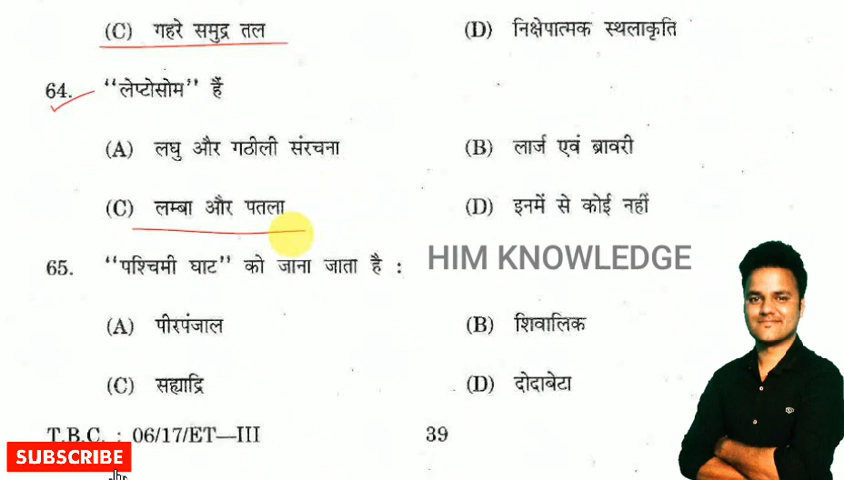 (C) गहरे समुद्र तल (D) निक्षेपात्मक स्थलाकृति
64. ‘‘लेप्टोसोम’’ हैं
(A) लघु और गठीली संरचना (B) लार्ज एवं ब्रावरी
(C) लम्बा और पतला (D) इनमें से कोई नहीं
65. ‘‘पश्चिमी घाट’’ को जाना जाता है :
HIM KNOWLEDGE
(A) पीरपंजाल (B) शिवालिक
(C) सह्याद्रि (D) दोदाबेटा
T.B.C. : 06/17/ET—III 39
SUBSCRIBE